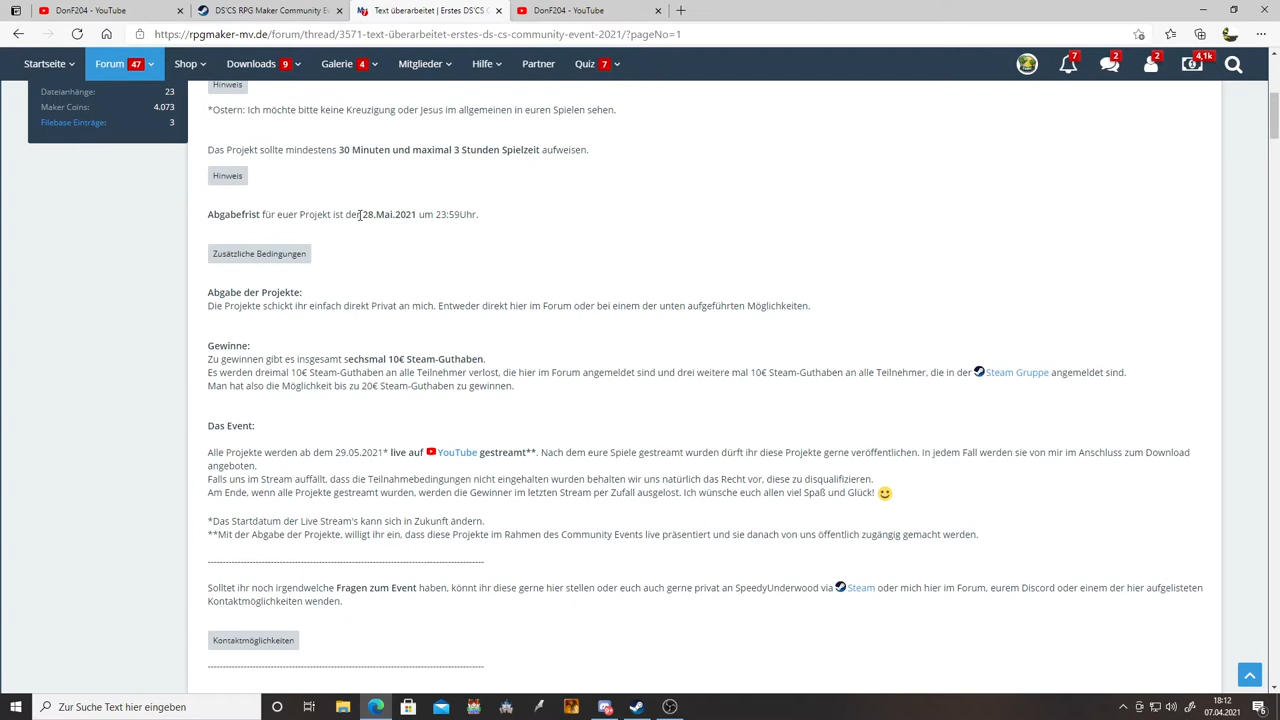 DonF204 - YouTube
DS'CS RPG Maker Community Ev
Text überarbeitet | Erstes DS'CS C
DonF204 - YouTube
https://rpgmaker-mv.de/forum/thread/3571-text-überarbeitet-erstes-ds-cs-community-event-2021/?pageNo=1
Startseite Forum 47 Shop Downloads 9 Galerie 4 Mitglieder Hilfe Partner Quiz 7 7 2 2 4,1k
Dateianhänge: 23
Maker Coins: 4.073
Filebase Einträge: 3
Hinweis
*Ostern: Ich möchte bitte keine Kreuzigung oder Jesus im allgemeinen in euren Spielen sehen.
Das Projekt sollte mindestens 30 Minuten und maximal 3 Stunden Spielzeit aufweisen.
Hinweis
Abgabefrist für euer Projekt ist der 28.Mai.2021 um 23:59Uhr.
Zusätzliche Bedingungen
Abgabe der Projekte:
Die Projekte schickt ihr einfach direkt Privat an mich. Entweder direkt hier im Forum oder bei einem der unten aufgeführten Möglichkeiten.
Gewinne:
Zu gewinnen gibt es insgesamt sechsmal 10€ Steam-Guthaben.
Es werden dreimal 10€ Steam-Guthaben an alle Teilnehmer verlost, die hier im Forum angemeldet sind und drei weitere mal 10€ Steam-Guthaben an alle Teilnehmer, die in der Steam Gruppe angemeldet sind.
Man hat also die Möglichkeit bis zu 20€ Steam-Guthaben zu gewinnen.
Das Event:
Alle Projekte werden ab dem 29.05.2021* live auf YouTube gestreamt**. Nach dem eure Spiele gestreamt wurden dürft ihr diese Projekte gerne veröffentlichen. In jedem Fall werden sie von mir im Anschluss zum Download
angeboten.
Falls uns im Stream auffällt, dass die Teilnahmebedingungen nicht eingehalten wurden behalten wir uns natürlich das Recht vor, diese zu disqualifizieren.
Am Ende, wenn alle Projekte gestreamt wurden, werden die Gewinner im letzten Stream per Zufall ausgelost. Ich wünsche euch allen viel Spaß und Glück!
*Das Startdatum der Live Stream's kann sich in Zukunft ändern.
**Mit der Abgabe der Projekte, willigt ihr ein, dass diese Projekte im Rahmen des Community Events live präsentiert und sie danach von uns öffentlich zugängig gemacht werden.
--------------------------------------------------------------------------------------------
Solltet ihr noch irgendwelche Fragen zum Event haben, könnt ihr diese gerne hier stellen oder euch auch gerne privat an SpeedyUnderwood via Steam oder mich hier im Forum, eurem Discord oder einem der hier aufgelisteten
Kontaktmöglichkeiten wenden.
Kontaktmöglichkeiten
--------------------------------------------------------------------------------------------
Zur Suche Text hier eingeben
18:12
07.04.2021